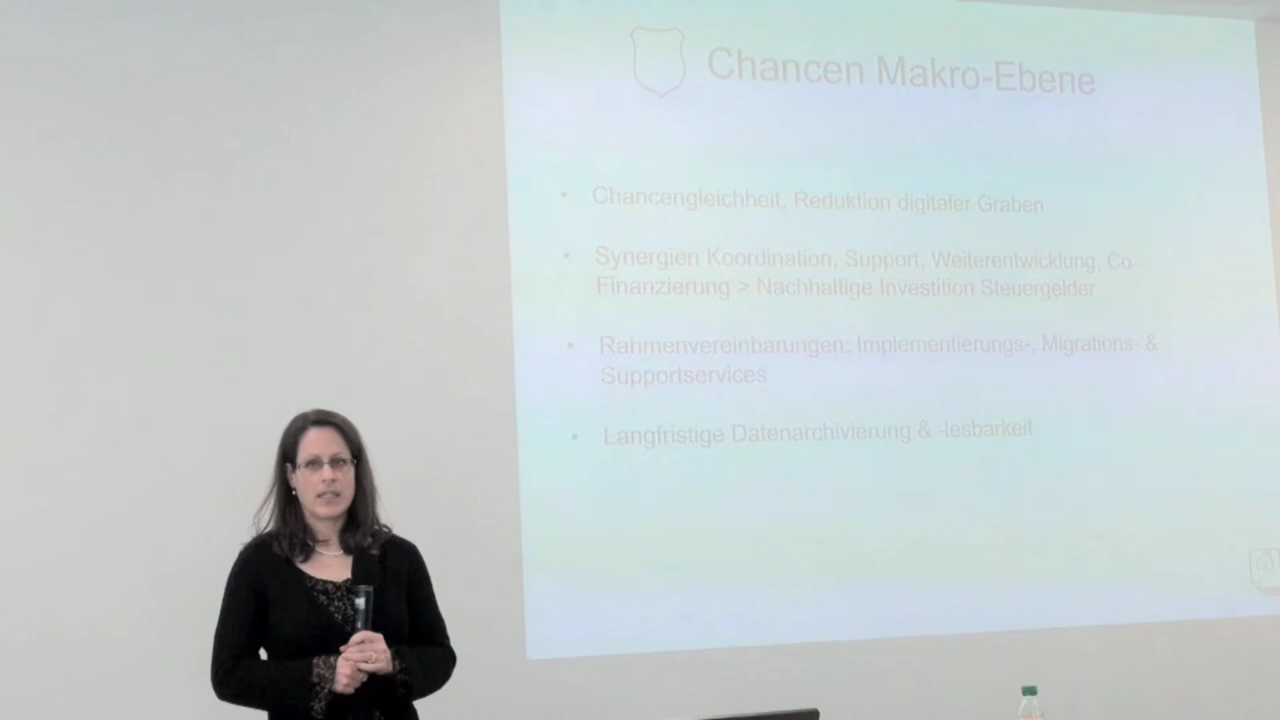 Chancen Makro-Ebene
• Chancengleichheit, Reduktion digitaler Graben
• Synergien Koordination, Support, Weiterentwicklung, Co-
Finanzierung > Nachhaltige Investition Steuergelder
• Rahmenvereinbarungen: Implementierungs-, Migrations- &
Supportservices
• Langfristige Datenarchivierung & -lesbarkeit